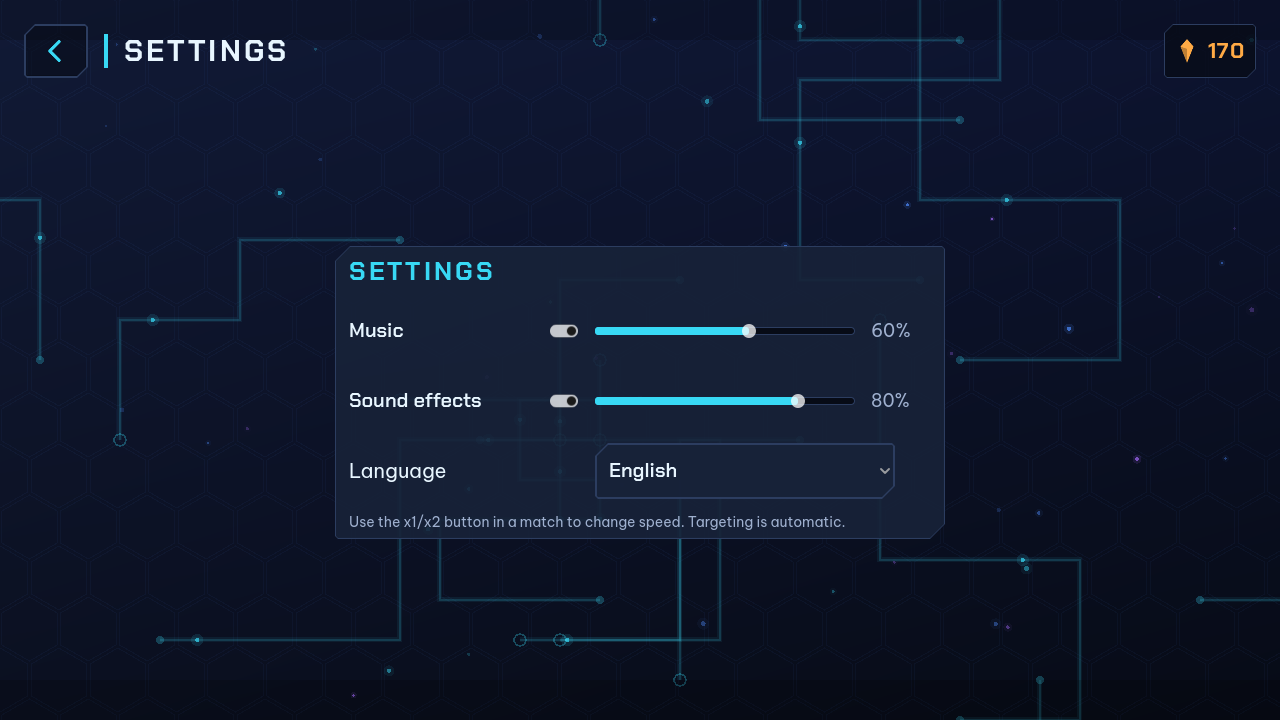 SETTINGS
170
SETTINGS
Music
60%
Sound effects
80%
Language
English
Use the x1/x2 button in a match to change speed. Targeting is automatic.